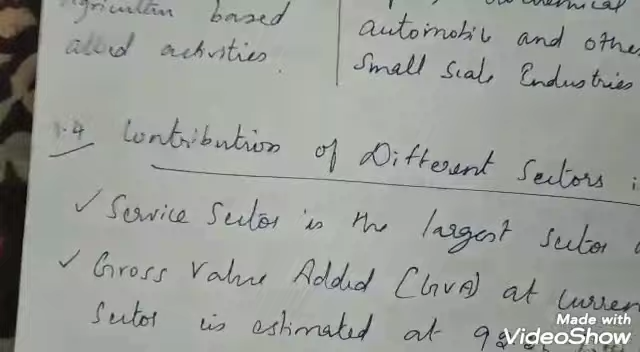 Agriculture based
allied activities.
automobile and other
Small Scale Industries
1.4 Contribution of Different Sectors
✓ Service Sector is the largest sector
✓ Gross Value Added (GVA) at curren
Sector is estimated at
Made with
VideoShow